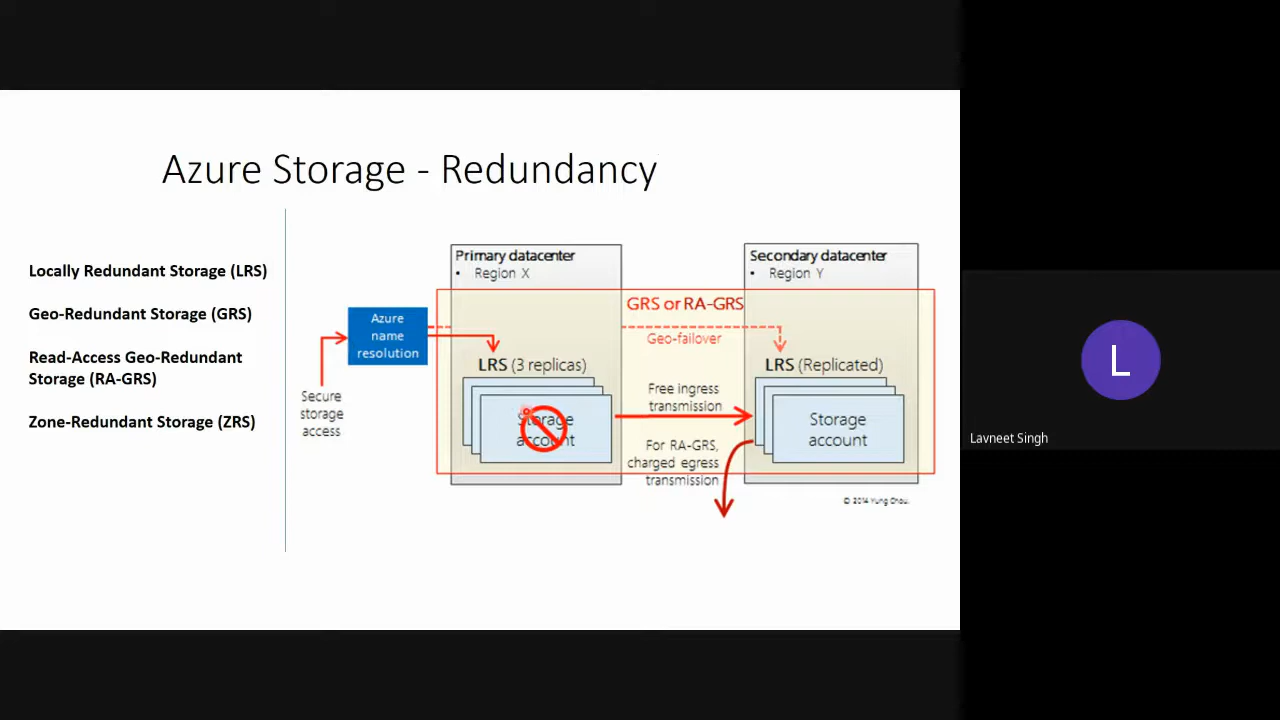 Azure Storage - Redundancy
Locally Redundant Storage (LRS)
Geo-Redundant Storage (GRS)
Read-Access Geo-Redundant
Storage (RA-GRS)
Zone-Redundant Storage (ZRS)
Azure
name
resolution
Secure
storage
access
Primary datacenter
• Region X
LRS (3 replicas)
Storage
account
GRS or RA-GRS
Geo-failover
Free ingress
transmission
For RA-GRS,
charged egress
transmission
Secondary datacenter
• Region Y
LRS (Replicated)
Storage
account
© 2014 Yung Chou.
L
Lavneet Singh